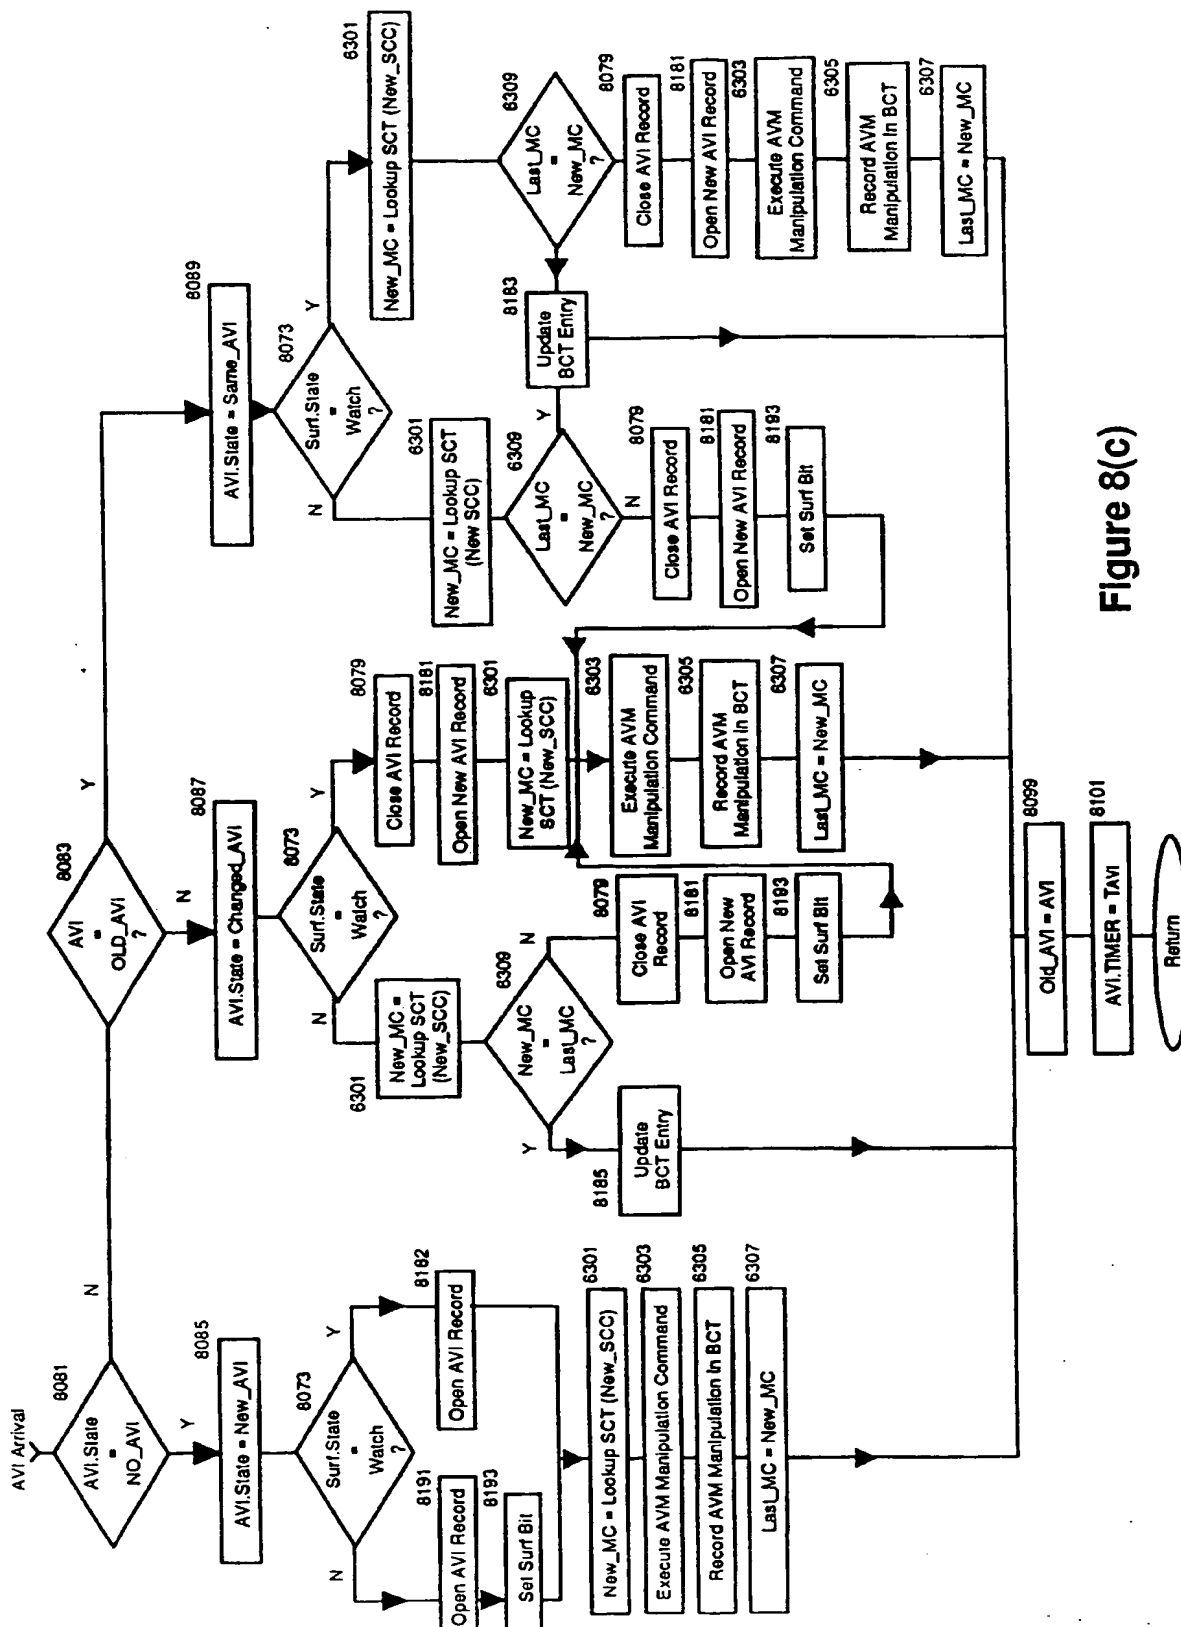 AVI Arrival
8081
AVI.State
=
NO_AVI
?
N
Y
8085
AVI.State = New_AVI
8073
Surf.State
=
Watch
?
N
Y
8191
Open AVI Record
8193
Set Surf Bit
8182
Open AVI Record
6301
New_MC = Lookup SCT (New_SCC)
6303
Execute AVM Manipulation Command
6305
Record AVM Manipulation In BCT
6307
Last_MC = New_MC
8083
AVI
=
OLD_AVI
?
Y
N
8087
AVI.State = Changed_AVI
8073
Surf.State
=
Watch
?
N
Y
6301
New_MC =
Lookup SCT
(New_SCC)
6309
New_MC
=
Last_MC
?
Y
N
8185
Update
BCT Entry
8079
Close AVI
Record
8181
Open New
AVI Record
8193
Set Surf Bit
8079
Close AVI Record
8181
Open New AVI Record
6301
New_MC = Lookup
SCT (New_SCC)
6303
Execute AVM
Manipulation Command
6305
Record AVM
Manipulation In BCT
6307
Last_MC = New_MC
8089
AVI.State = Same_AVI
8073
Surf.State
=
Watch
?
N
Y
6301
New_MC = Lookup SCT
(New SCC)
6309
Last_MC
=
New_MC
?
Y
N
8079
Close AVI Record
8181
Open New AVI Record
8193
Set Surf Bit
8183
Update
BCT Entry
6301
New_MC = Lookup SCT (New_SCC)
6309
Last_MC
=
New_MC
?
8079
Close AVI Record
8181
Open New AVI Record
6303
Execute AVM
Manipulation Command
6305
Record AVM
Manipulation In BCT
6307
Last_MC = New_MC
8099
Old_AVI = AVI
8101
AVI.TIMER = TAVI
Return
Figure 8(c)